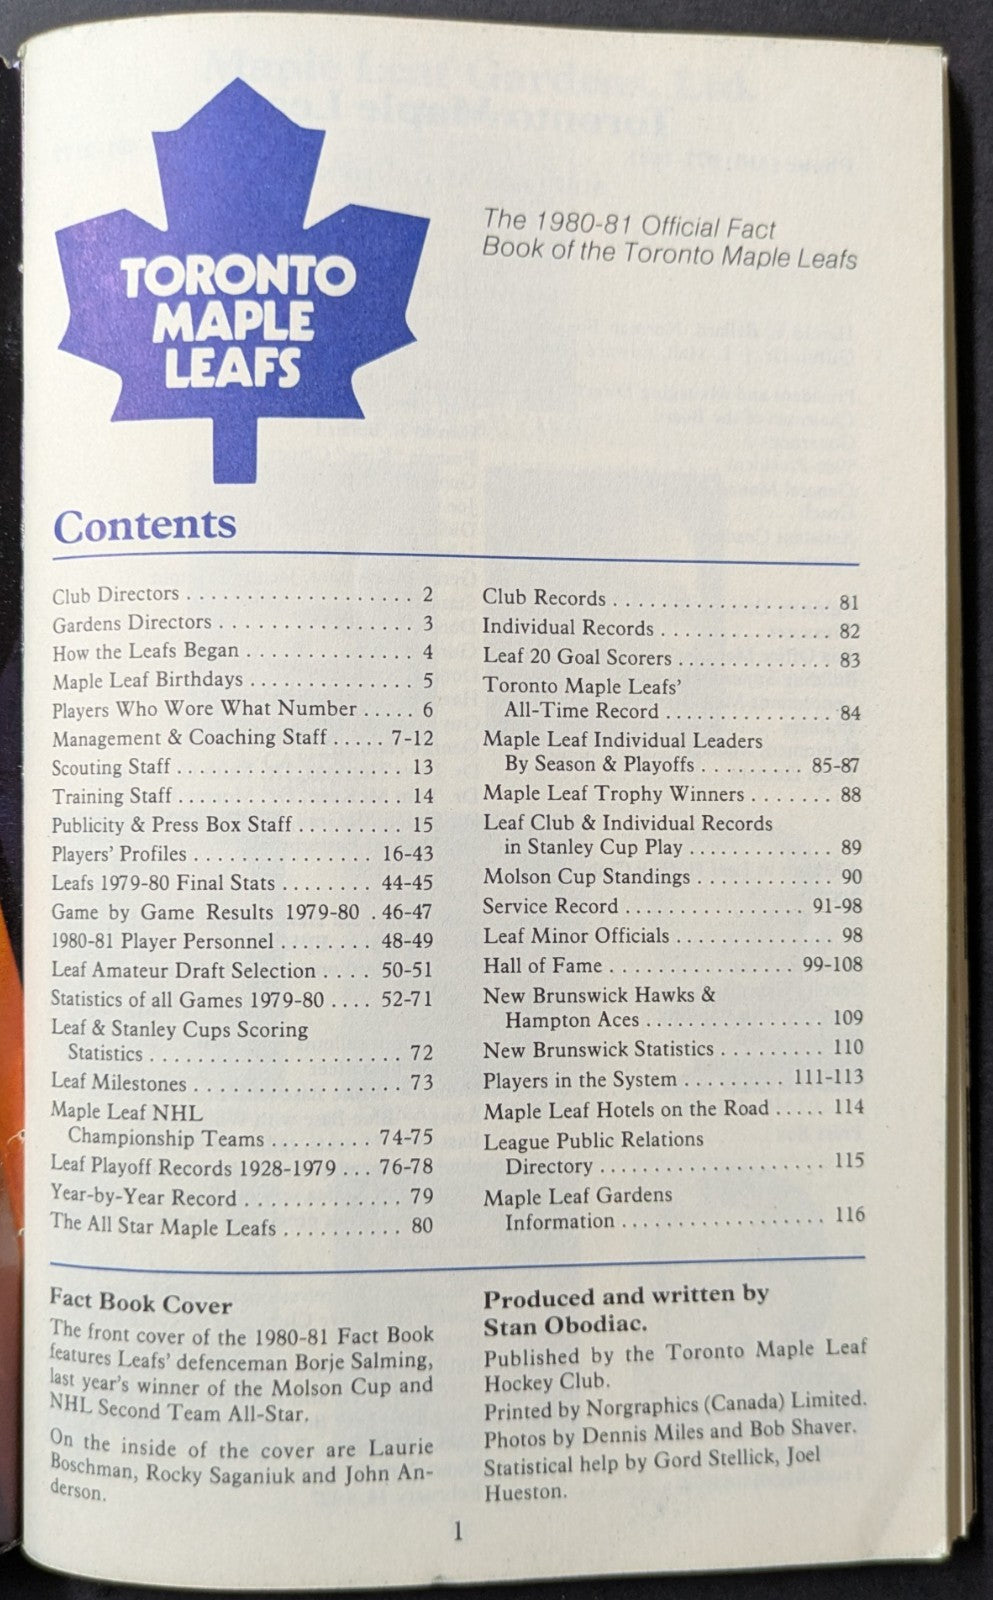 TORONTO
MAPLE
LEAFS
The 1980-81 Official Fact
Book of the Toronto Maple Leafs
Contents
Club Directors . . . . . . . . . . . . . . . . . . . 2
Gardens Directors . . . . . . . . . . . . . . . . 3
How the Leafs Began . . . . . . . . . . . . . . 4
Maple Leaf Birthdays . . . . . . . . . . . . . 5
Players Who Wore What Number . . . . . 6
Management & Coaching Staff . . . . . 7-12
Scouting Staff . . . . . . . . . . . . . . . . . . 13
Training Staff . . . . . . . . . . . . . . . . . . 14
Publicity & Press Box Staff . . . . . . . . . 15
Players' Profiles . . . . . . . . . . . . . . . 16-43
Leafs 1979-80 Final Stats . . . . . . . . 44-45
Game by Game Results 1979-80 . 46-47
1980-81 Player Personnel . . . . . . . . 48-49
Leaf Amateur Draft Selection . . . . 50-51
Statistics of all Games 1979-80 . . . . 52-71
Leaf & Stanley Cups Scoring
Statistics . . . . . . . . . . . . . . . . . . . . 72
Leaf Milestones . . . . . . . . . . . . . . . . . 73
Maple Leaf NHL
Championship Teams . . . . . . . . . 74-75
Leaf Playoff Records 1928-1979 . . . 76-78
Year-by-Year Record . . . . . . . . . . . . . 79
The All Star Maple Leafs . . . . . . . . . . 80
Club Records . . . . . . . . . . . . . . . . . . . 81
Individual Records . . . . . . . . . . . . . . . 82
Leaf 20 Goal Scorers . . . . . . . . . . . . . 83
Toronto Maple Leafs'
All-Time Record . . . . . . . . . . . . . . . 84
Maple Leaf Individual Leaders
By Season & Playoffs . . . . . . . . . 85-87
Maple Leaf Trophy Winners . . . . . . . 88
Leaf Club & Individual Records
in Stanley Cup Play . . . . . . . . . . . . 89
Molson Cup Standings . . . . . . . . . . . . 90
Service Record . . . . . . . . . . . . . . . . 91-98
Leaf Minor Officials . . . . . . . . . . . . . . 98
Hall of Fame . . . . . . . . . . . . . . . . 99-108
New Brunswick Hawks &
Hampton Aces . . . . . . . . . . . . . . . . 109
New Brunswick Statistics . . . . . . . . . 110
Players in the System . . . . . . . . . 111-113
Maple Leaf Hotels on the Road . . . . . 114
League Public Relations
Directory . . . . . . . . . . . . . . . . . . . . 115
Maple Leaf Gardens
Information . . . . . . . . . . . . . . . . . . 116
Fact Book Cover
The front cover of the 1980-81 Fact Book
features Leafs' defenceman Borje Salming,
last year's winner of the Molson Cup and
NHL Second Team All-Star.
On the inside of the cover are Laurie
Boschman, Rocky Saganiuk and John An-
derson.
Produced and written by
Stan Obodiac.
Published by the Toronto Maple Leaf
Hockey Club.
Printed by Norgraphics (Canada) Limited.
Photos by Dennis Miles and Bob Shaver.
Statistical help by Gord Stellick, Joel
Hueston.
1